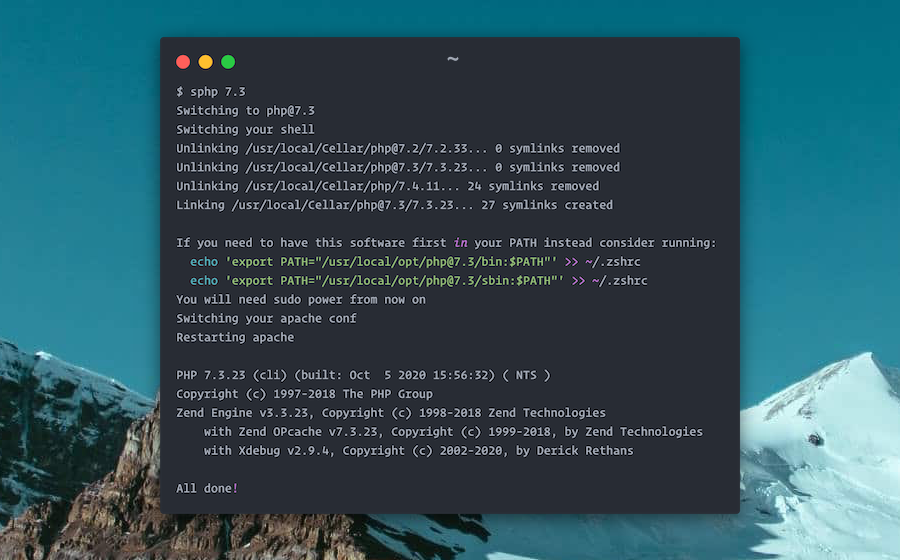 ~
$ sphp 7.3
Switching to php@7.3
Switching your shell
Unlinking /usr/local/Cellar/php@7.2/7.2.33... 0 symlinks removed
Unlinking /usr/local/Cellar/php@7.3/7.3.23... 0 symlinks removed
Unlinking /usr/local/Cellar/php/7.4.11... 24 symlinks removed
Linking /usr/local/Cellar/php@7.3/7.3.23... 27 symlinks created

If you need to have this software first in your PATH instead consider running:
  echo 'export PATH="/usr/local/opt/php@7.3/bin:$PATH"' >> ~/.zshrc
  echo 'export PATH="/usr/local/opt/php@7.3/sbin:$PATH"' >> ~/.zshrc
You will need sudo power from now on
Switching your apache conf
Restarting apache

PHP 7.3.23 (cli) (built: Oct  5 2020 15:56:32) ( NTS )
Copyright (c) 1997-2018 The PHP Group
Zend Engine v3.3.23, Copyright (c) 1998-2018 Zend Technologies
    with Zend OPcache v7.3.23, Copyright (c) 1999-2018, by Zend Technologies
    with Xdebug v2.9.4, Copyright (c) 2002-2020, by Derick Rethans

All done!